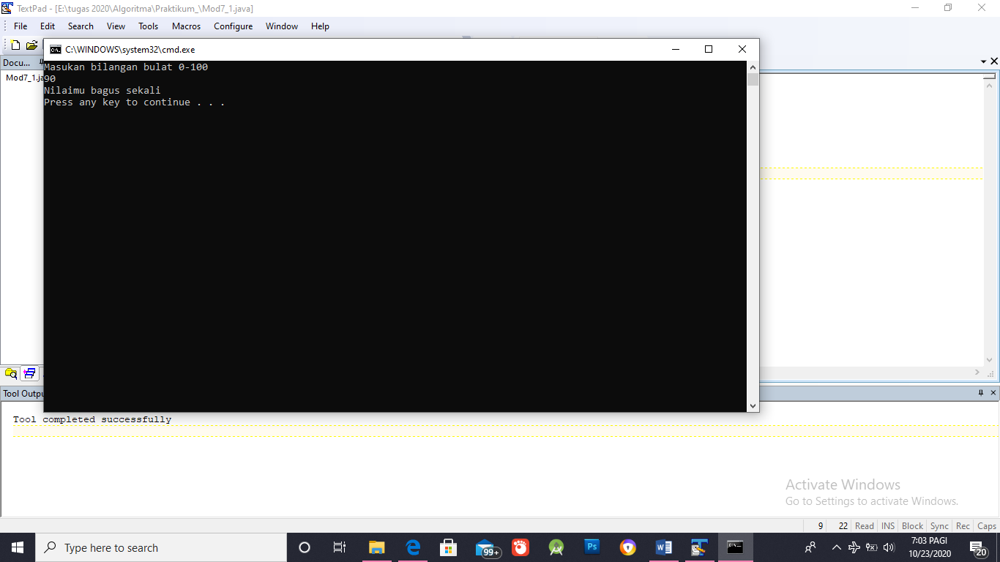 TextPad - [E:\tugas 2020\Algoritma\Praktikum_\Mod7_1.java]
File Edit Search View Tools Macros Configure Window Help
C:\WINDOWS\system32\cmd.exe
Docu...
Mod7_1.ja
Masukan bilangan bulat 0-100
90
Nilaimu bagus sekali
Press any key to continue . . .
Tool Outpu
Tool completed successfully
Activate Windows
Go to Settings to activate Windows.
9 22 Read INS Block Sync Rec Caps
Type here to search
99+
Ps
7:03 PAGI
10/23/2020
20